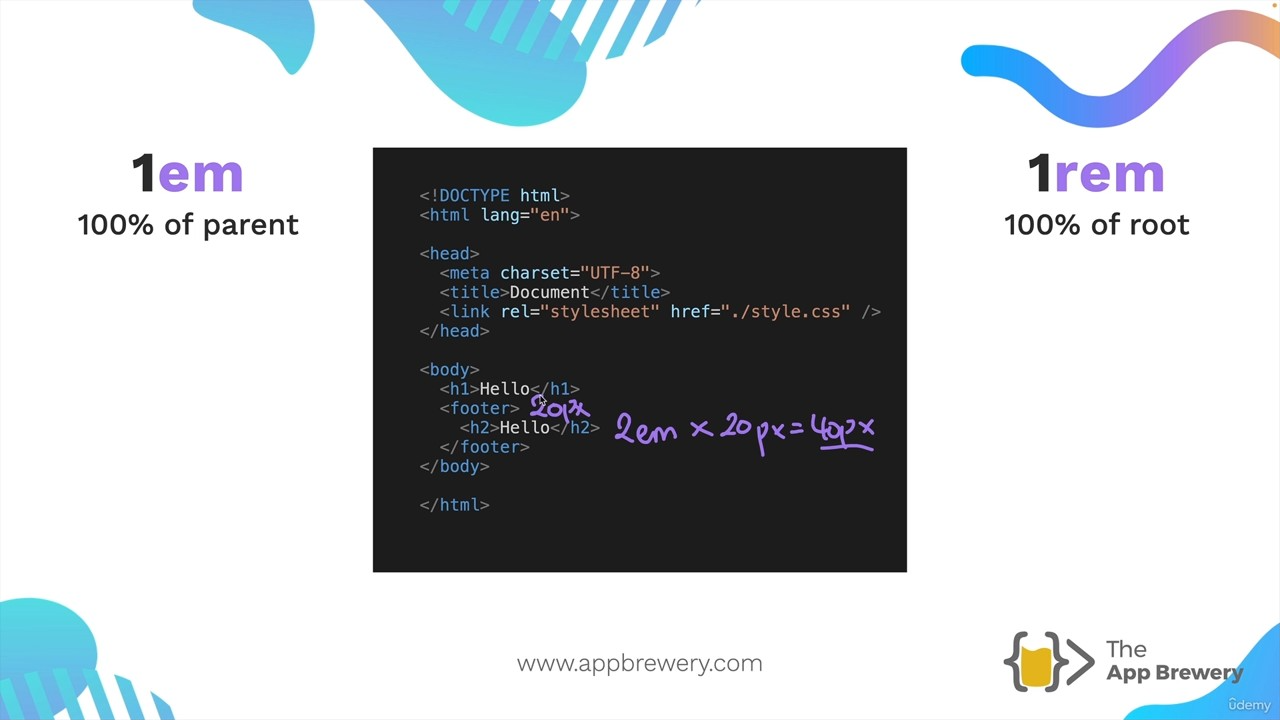 1em
100% of parent
1rem
100% of root
<!DOCTYPE html>
<html lang="en">
<head>
<meta charset="UTF-8">
<title>Document</title>
<link rel="stylesheet" href="./style.css" />
</head>
<body>
<h1>Hello</h1>
<footer> 20px
<h2>Hello</h2> 2em x 20px = 40px
</footer>
</body>
</html>
www.appbrewery.com
The
App Brewery
udemy